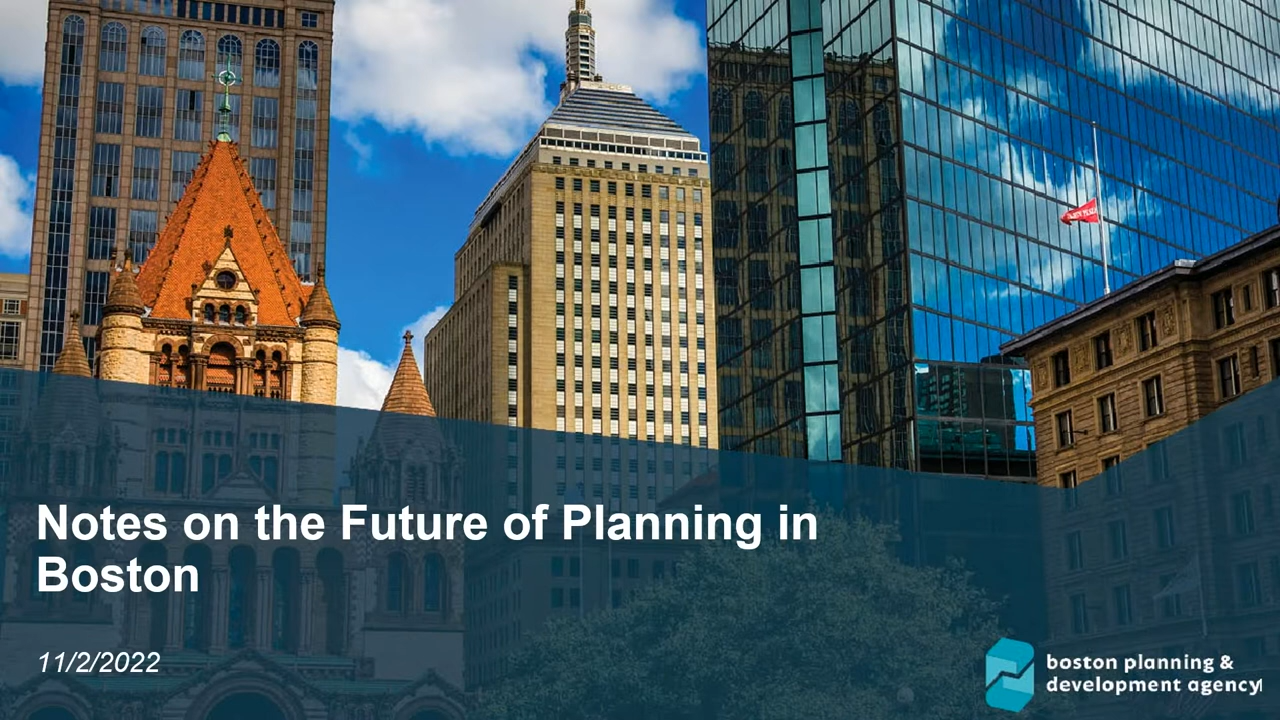 Notes on the Future of Planning in
Boston
11/2/2022
boston planning &
development agency